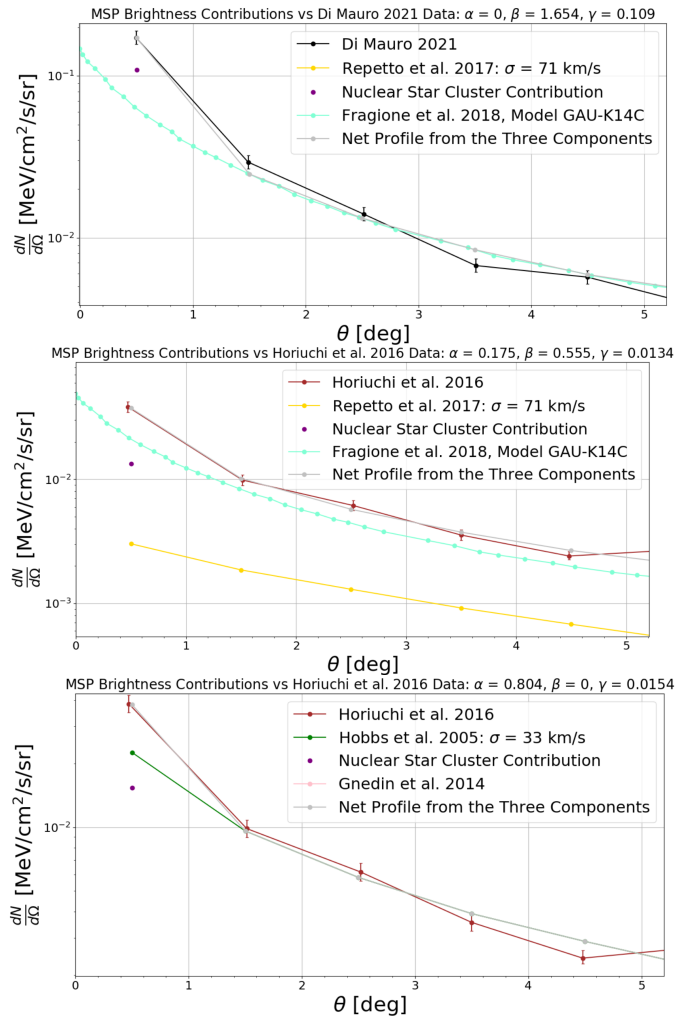 MSP Brightness Contributions vs Di Mauro 2021 Data: α = 0, β = 1.654, γ = 0.109
Di Mauro 2021
Repetto et al. 2017: σ = 71 km/s
Nuclear Star Cluster Contribution
Fragione et al. 2018, Model GAU-K14C
Net Profile from the Three Components
10⁻¹
10⁻²
dN/dΩ [MeV/cm²/s/sr]
0 1 2 3 4 5
θ [deg]
MSP Brightness Contributions vs Horiuchi et al. 2016 Data: α = 0.175, β = 0.555, γ = 0.0134
Horiuchi et al. 2016
Repetto et al. 2017: σ = 71 km/s
Nuclear Star Cluster Contribution
Fragione et al. 2018, Model GAU-K14C
Net Profile from the Three Components
10⁻²
10⁻³
dN/dΩ [MeV/cm²/s/sr]
0 1 2 3 4 5
θ [deg]
MSP Brightness Contributions vs Horiuchi et al. 2016 Data: α = 0.804, β = 0, γ = 0.0154
Horiuchi et al. 2016
Hobbs et al. 2005: σ = 33 km/s
Nuclear Star Cluster Contribution
Gnedin et al. 2014
Net Profile from the Three Components
10⁻²
dN/dΩ [MeV/cm²/s/sr]
0 1 2 3 4 5
θ [deg]